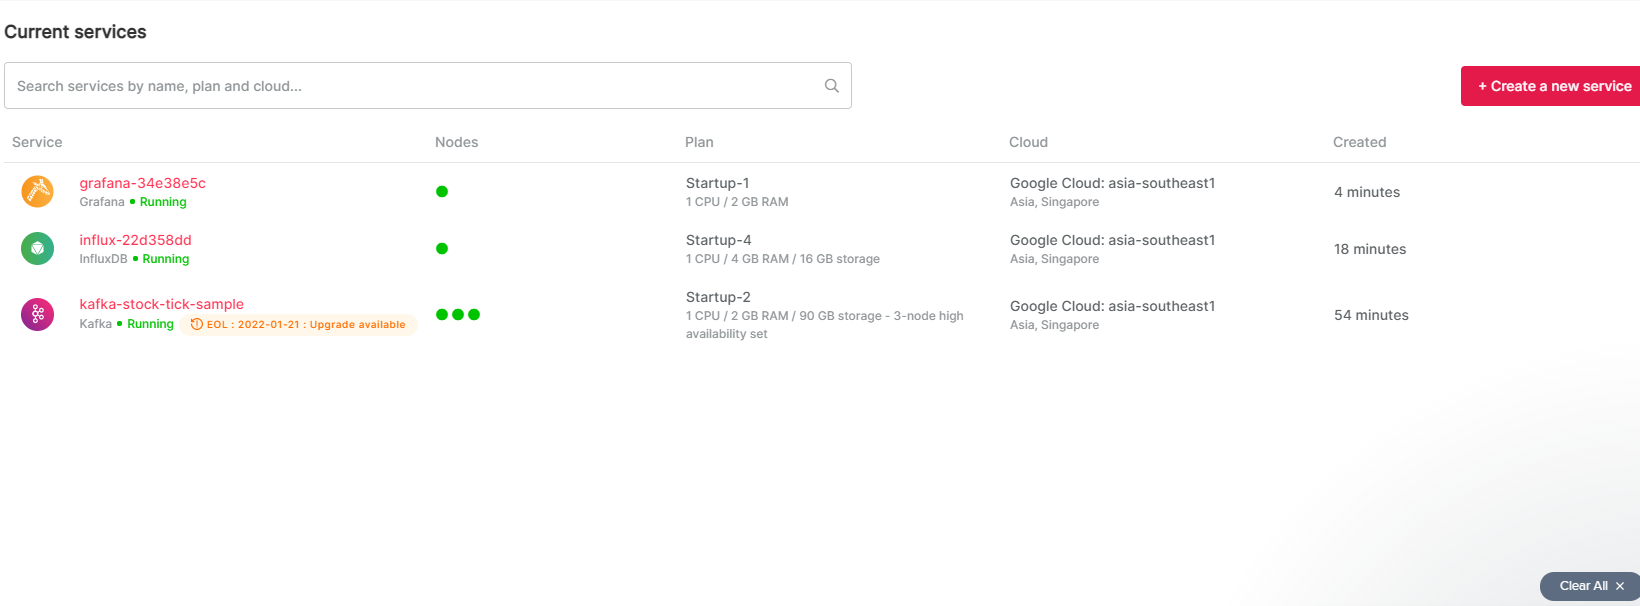 Current services
Search services by name, plan and cloud...
+ Create a new service
Service Nodes Plan Cloud Created
grafana-34e38e5c Startup-1 Google Cloud: asia-southeast1 4 minutes
Grafana Running 1 CPU / 2 GB RAM Asia, Singapore
influx-22d358dd Startup-4 Google Cloud: asia-southeast1 18 minutes
InfluxDB Running 1 CPU / 4 GB RAM / 16 GB storage Asia, Singapore
kafka-stock-tick-sample Startup-2 Google Cloud: asia-southeast1 54 minutes
Kafka Running EOL : 2022-01-21 : Upgrade available 1 CPU / 2 GB RAM / 90 GB storage - 3-node high Asia, Singapore
availability set
Clear All ×